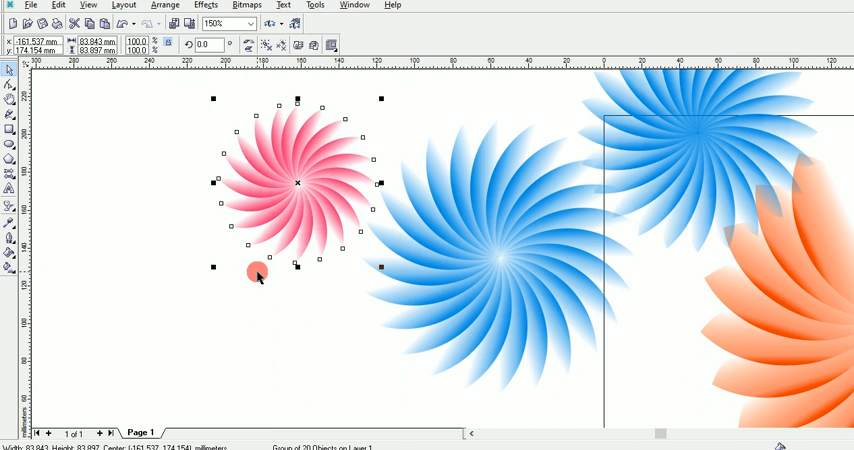 File Edit View Layout Arrange Effects Bitmaps Text Tools Window Help
150%
x: -161.537 mm 83.843 mm 100.0 % 0.0 °
y: 174.154 mm 83.897 mm 100.0 %
300 280 260 240 220 200 180 160 140 120 100 80 60 40 20 0 20 40 60 80 100 120
220
200
180
160
140
120
100
80
60
millimeters
1 of 1 Page 1
Width: 83.843 Height: 83.897 Center: (-161.537, 174.154) millimeters Group of 20 Objects on Layer 1